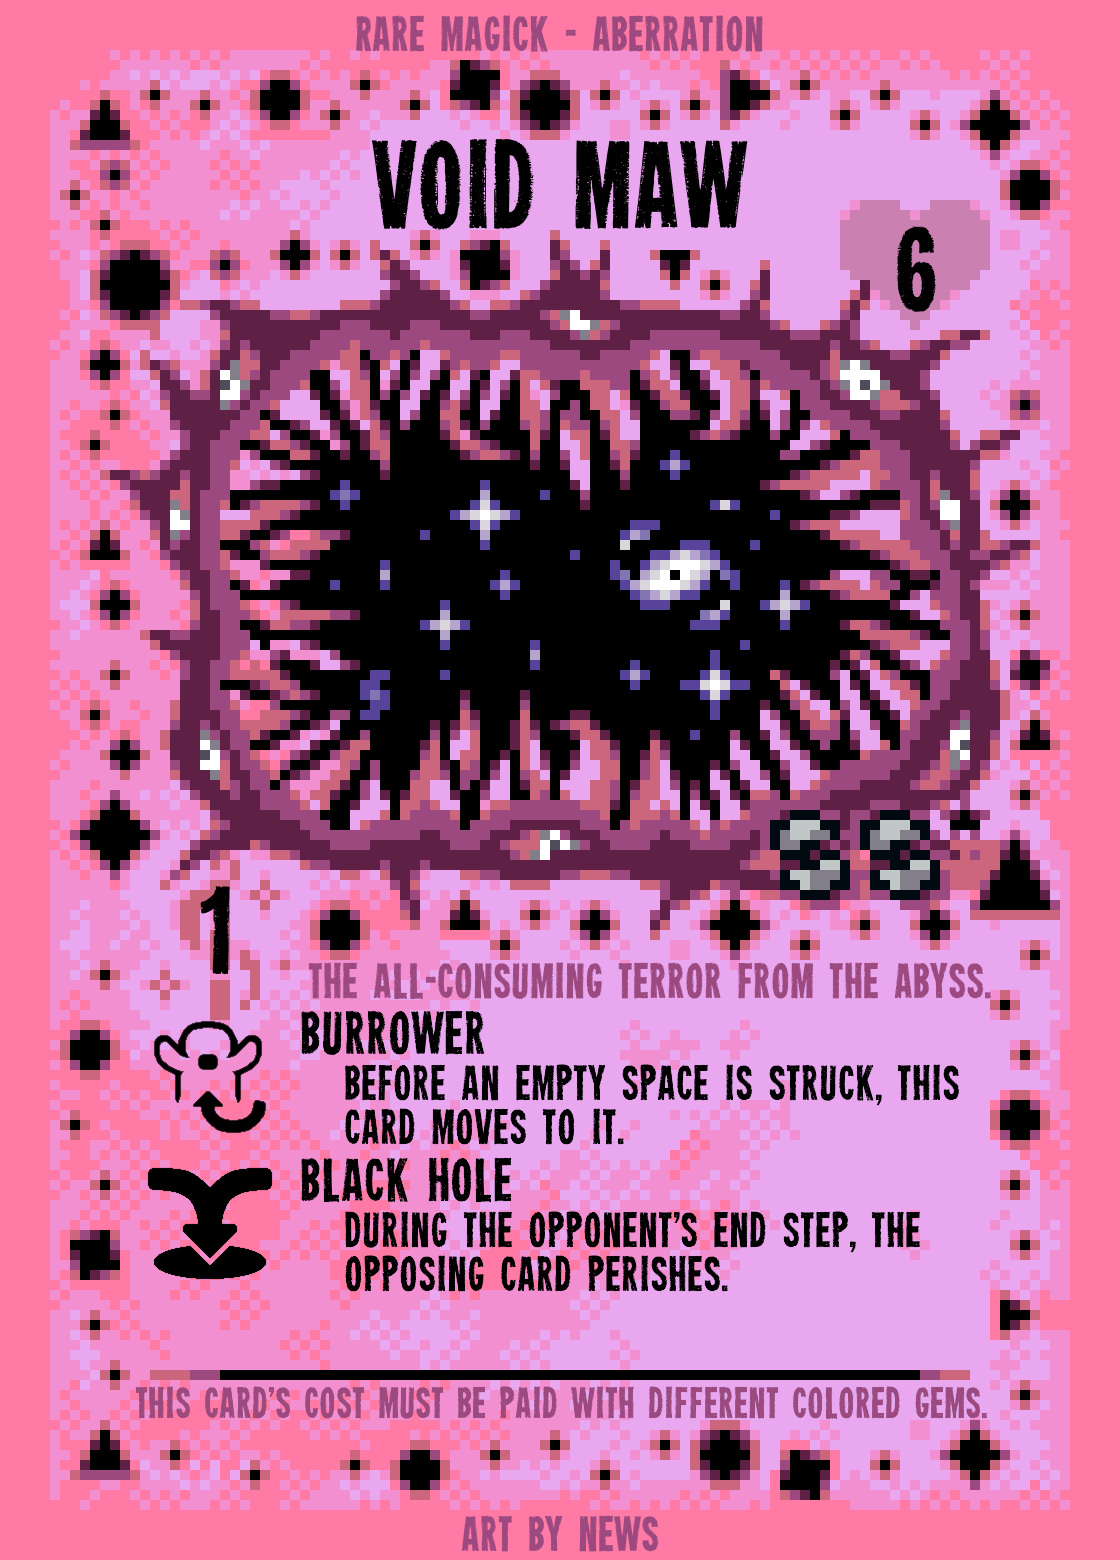 RARE MAGICK - ABERRATION
VOID MAW
6
1
THE ALL-CONSUMING TERROR FROM THE ABYSS.
BURROWER
BEFORE AN EMPTY SPACE IS STRUCK, THIS
CARD MOVES TO IT.
BLACK HOLE
DURING THE OPPONENT'S END STEP, THE
OPPOSING CARD PERISHES.
THIS CARD'S COST MUST BE PAID WITH DIFFERENT COLORED GEMS.
ART BY NEWS